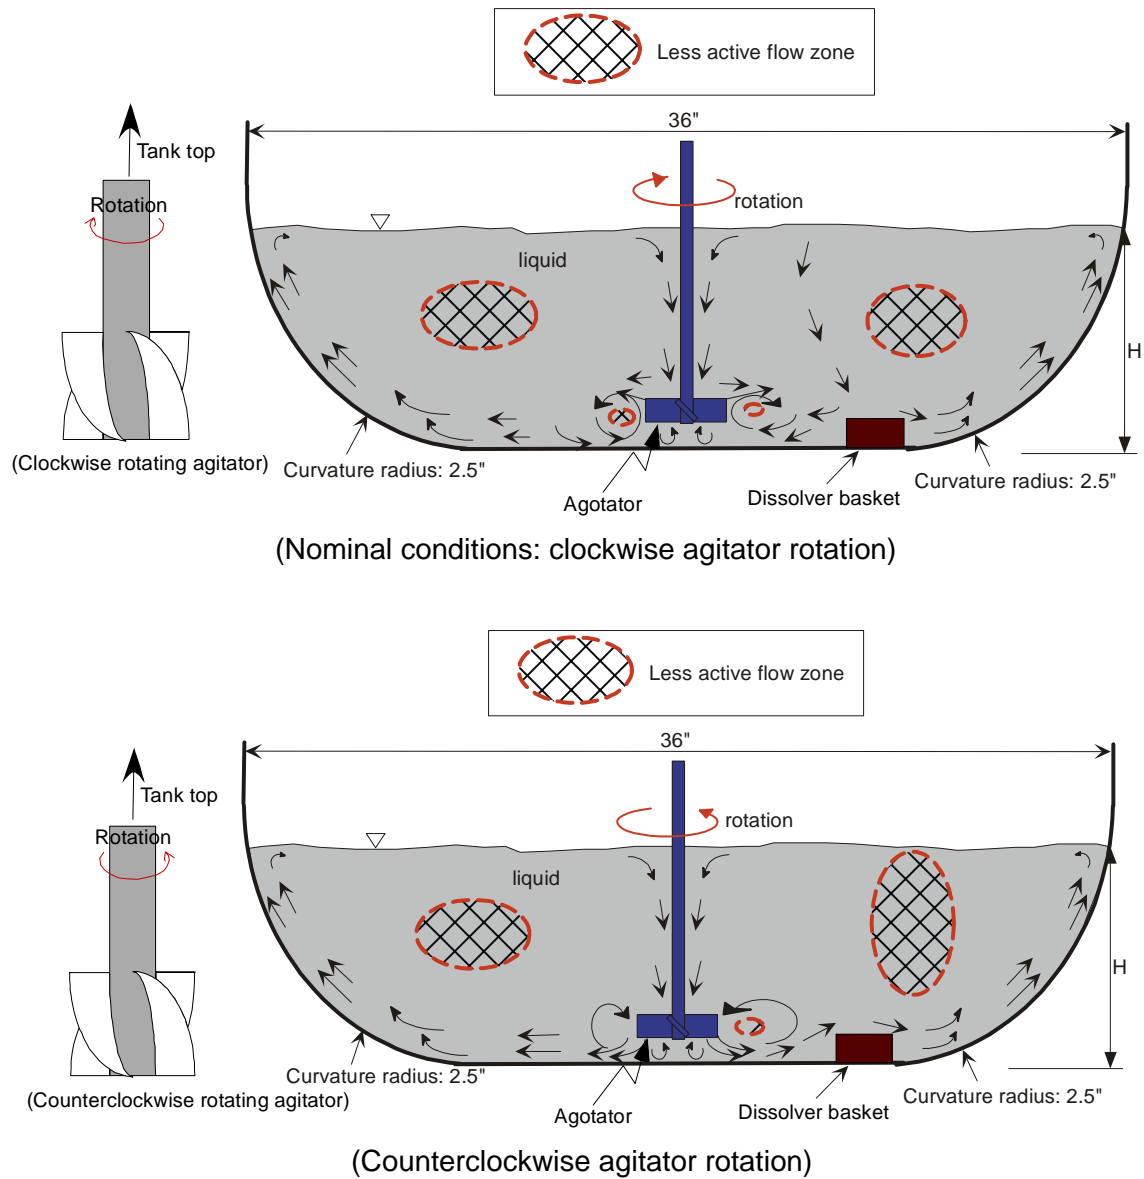 Less active flow zone
36"
Tank top
Rotation
rotation
liquid
H
(Clockwise rotating agitator)
Curvature radius: 2.5"
Agotator
Dissolver basket
Curvature radius: 2.5"
(Nominal conditions: clockwise agitator rotation)
Less active flow zone
36"
Tank top
Rotation
rotation
liquid
H
Curvature radius: 2.5"
(Counterclockwise rotating agitator)
Agotator
Dissolver basket
Curvature radius: 2.5"
(Counterclockwise agitator rotation)